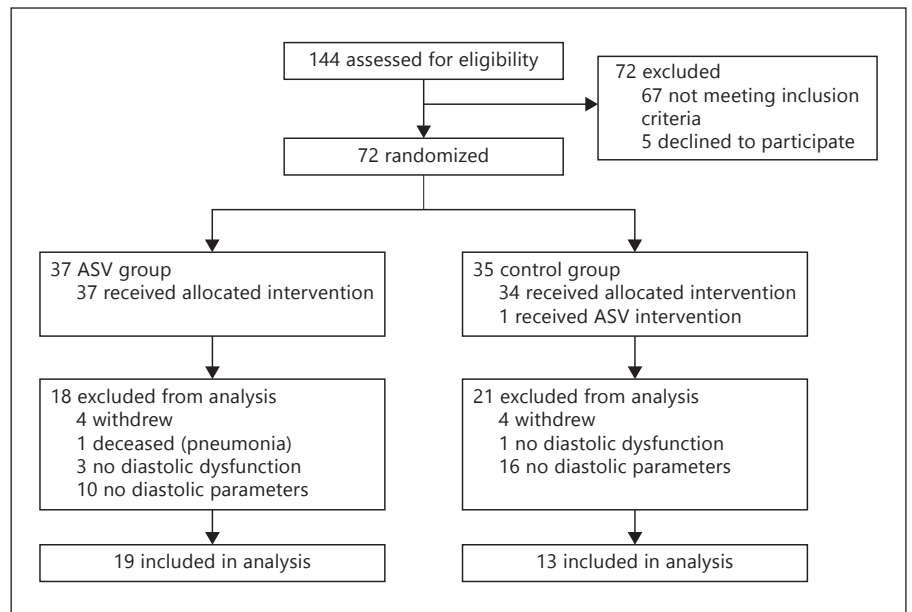 144 assessed for eligibility
72 excluded
67 not meeting inclusion
criteria
5 declined to participate
72 randomized
37 ASV group
37 received allocated intervention
35 control group
34 received allocated intervention
1 received ASV intervention
18 excluded from analysis
4 withdrew
1 deceased (pneumonia)
3 no diastolic dysfunction
10 no diastolic parameters
21 excluded from analysis
4 withdrew
1 no diastolic dysfunction
16 no diastolic parameters
19 included in analysis
13 included in analysis